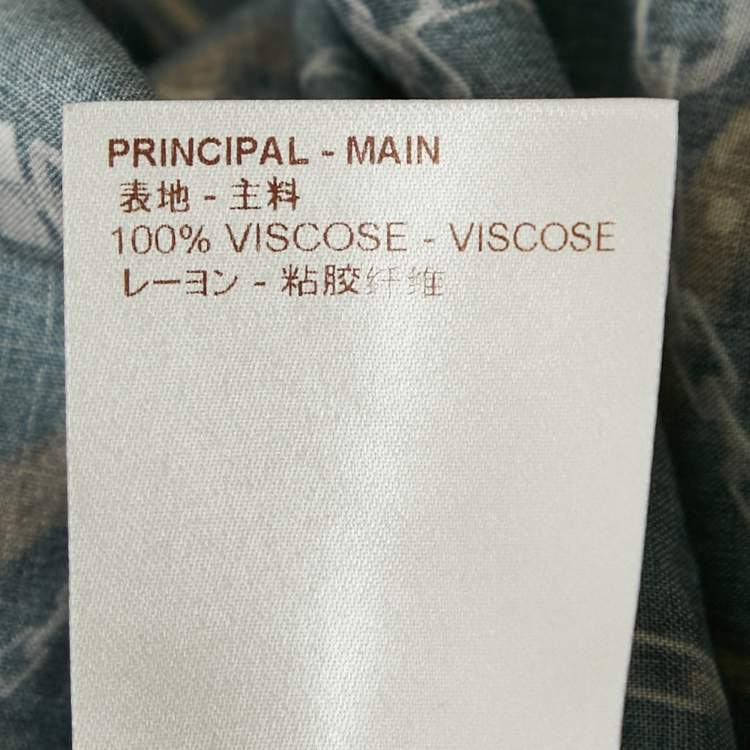 PRINCIPAL - MAIN
表地 - 主料
100% VISCOSE - VISCOSE
レーヨン - 粘胶纤维